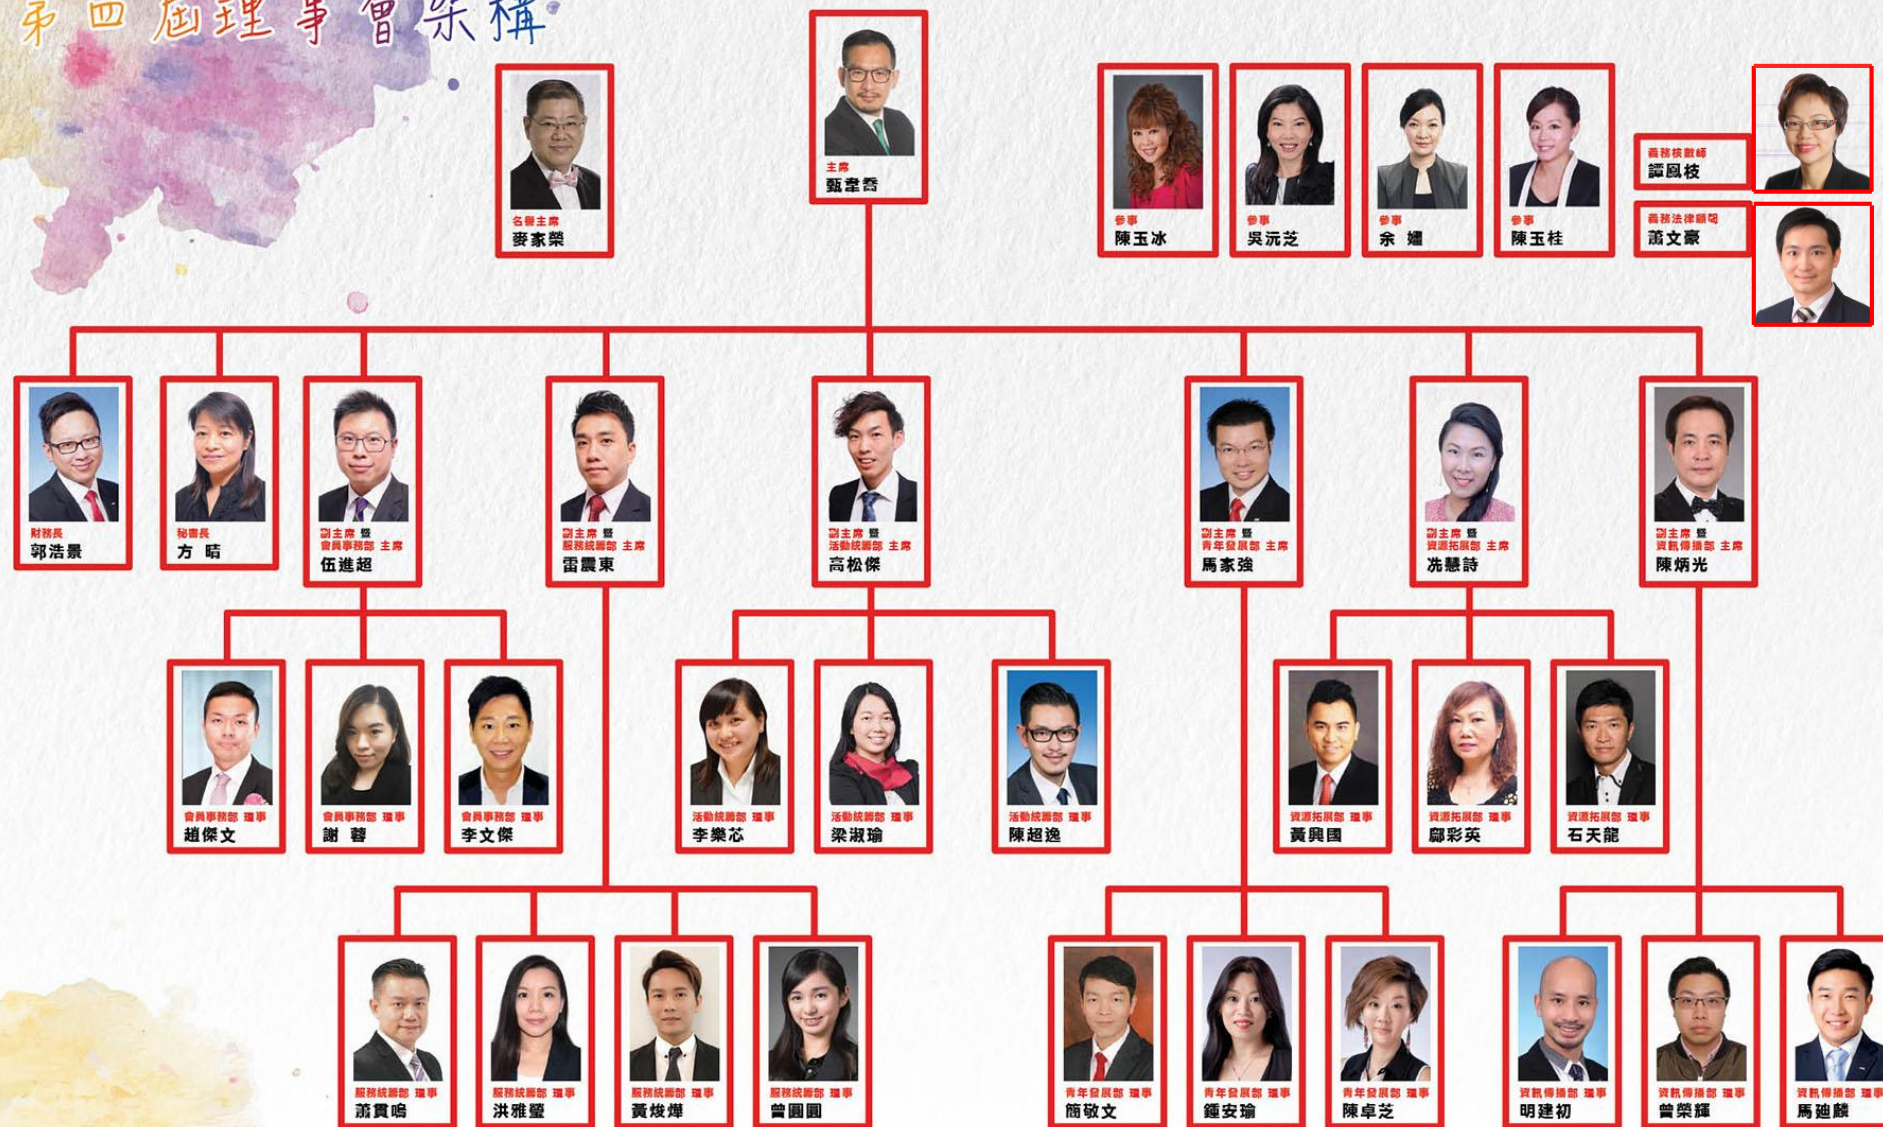 第四屆理事會架構
主席
甄韋喬
名譽主席
麥家榮
參事
陳玉冰
參事
吳沅芝
參事
余 嫿
參事
陳玉桂
義務核數師
譚鳳枝
義務法律顧問
蕭文豪
財務長
郭浩景
秘書長
方 晴
副主席 暨
會員事務部 主席
伍進超
副主席 暨
服務統籌部 主席
雷震東
副主席 暨
活動統籌部 主席
高松傑
副主席 暨
青年發展部 主席
馬家強
副主席 暨
資源拓展部 主席
冼慧詩
副主席 暨
資訊傳播部 主席
陳炳光
會員事務部 理事
趙傑文
會員事務部 理事
謝 蓉
會員事務部 理事
李文傑
活動統籌部 理事
李樂芯
活動統籌部 理事
梁淑瑜
活動統籌部 理事
陳超逸
資源拓展部 理事
黃興國
資源拓展部 理事
鄺彩英
資源拓展部 理事
石天龍
服務統籌部 理事
蕭貫鳴
服務統籌部 理事
洪雅瑩
服務統籌部 理事
黃焌燁
服務統籌部 理事
曾圓圓
青年發展部 理事
簡敬文
青年發展部 理事
鍾安瑜
青年發展部 理事
陳卓芝
資訊傳播部 理事
明建初
資訊傳播部 理事
曾榮輝
資訊傳播部 理事
馬廸麟